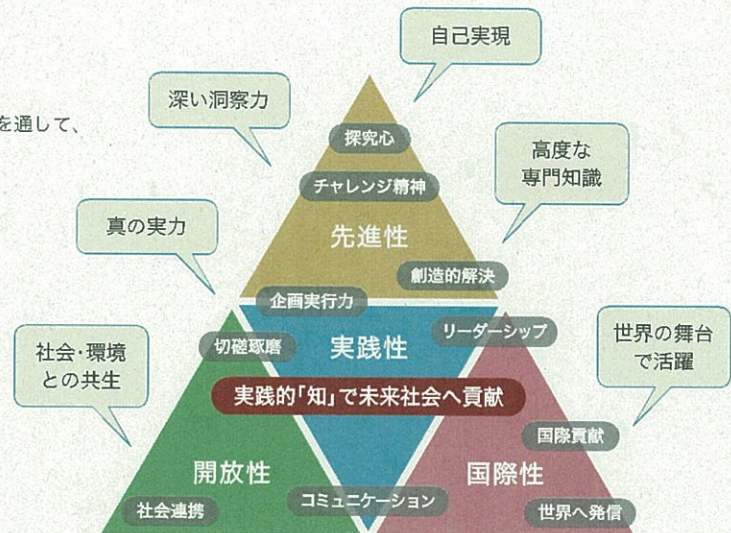 自己実現
深い洞察力
を通して、
探究心
高度な
専門知識
チャレンジ精神
真の実力
先進性
創造的解決
企画実行力
リーダーシップ
切磋琢磨
実践性
社会・環境
との共生
世界の舞台
で活躍
実践的「知」で未来社会へ貢献
国際貢献
開放性
国際性
コミュニケーション
社会連携
世界へ発信